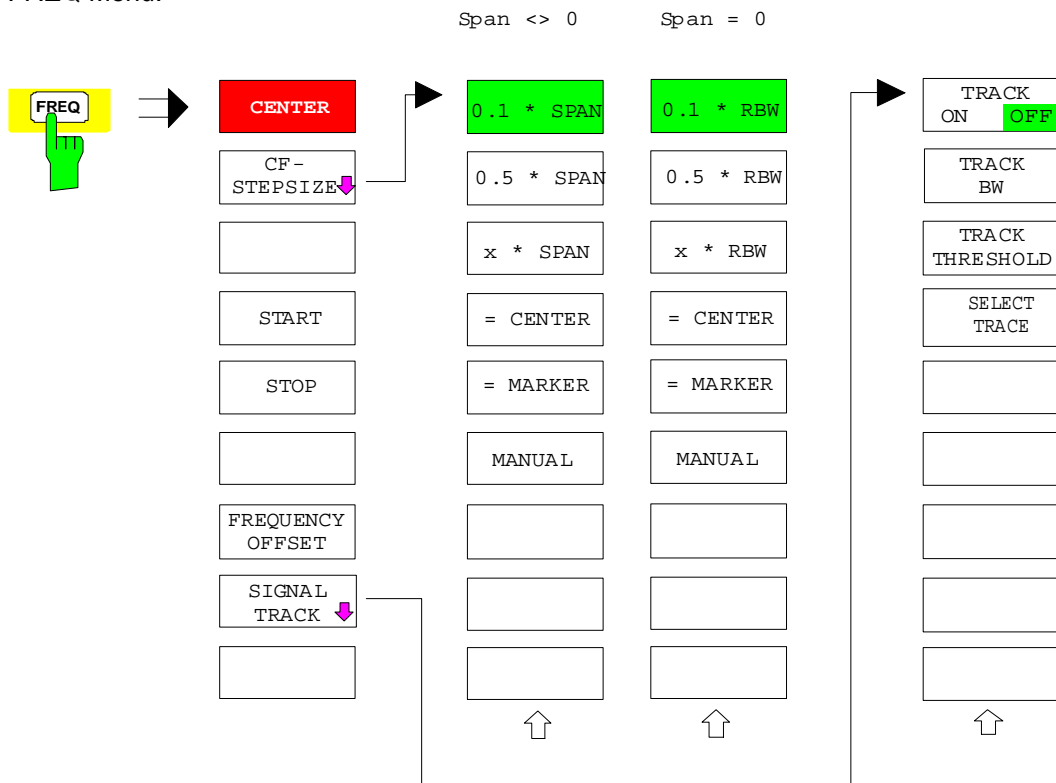 FREQ menu:
Span <> 0
Span = 0
FREQ
CENTER
CF-
STEPSIZE
START
STOP
FREQUENCY
OFFSET
SIGNAL
TRACK
0.1 * SPAN
0.5 * SPAN
x * SPAN
= CENTER
= MARKER
MANUAL
0.1 * RBW
0.5 * RBW
x * RBW
= CENTER
= MARKER
MANUAL
TRACK
ON OFF
TRACK
BW
TRACK
THRESHOLD
SELECT
TRACE